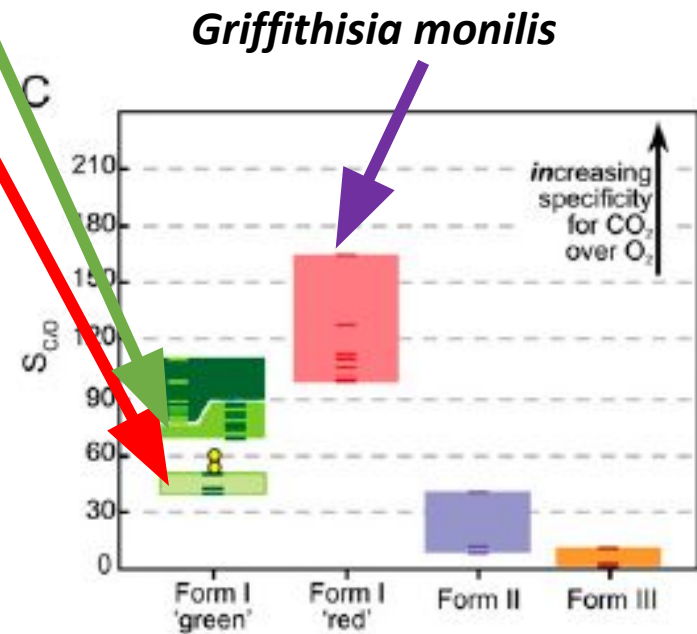 Griffithisia monilis
C
210
180
150
120
90
60
30
0
S C/O
increasing
specificity
for CO2
over O2
Form I
'green'
Form I
'red'
Form II
Form III